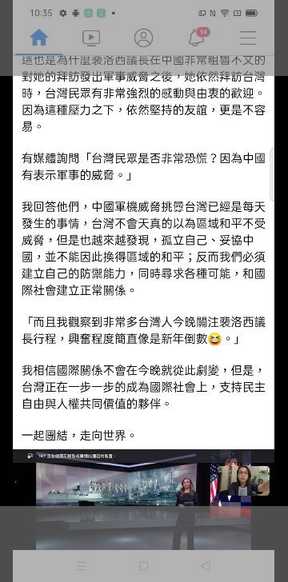 10:35
這也是為什麼裴洛西議長在中國非常粗魯不文的
對她的拜訪發出軍事威脅之後，她依然拜訪台灣
時，台灣民眾有非常強烈的感動與由衷的歡迎。
因為這種壓力之下，依然堅持的友誼，更是不容
易。
有媒體詢問「台灣民眾是否非常恐慌？因為中國
有表示軍事的威脅。」
我回答他們，中國軍機威脅挑釁台灣已經是每天
發生的事情，台灣不會天真的以為區域和平不受
威脅，但是也越來越發現，孤立自己、妥協中
國，並不能因此換得區域的和平；反而我們必須
建立自己的防禦能力，同時尋求各種可能，和國
際社會建立正常關係。
「而且我觀察到非常多台灣人今晚關注裴洛西議
長行程，興奮程度簡直像是新年倒數😆。」
我相信國際關係不會在今晚就從此劇變，但是，
台灣正在一步一步的成為國際社會上，支持民主
自由與人權共同價值的夥伴。
一起團結，走向世界。